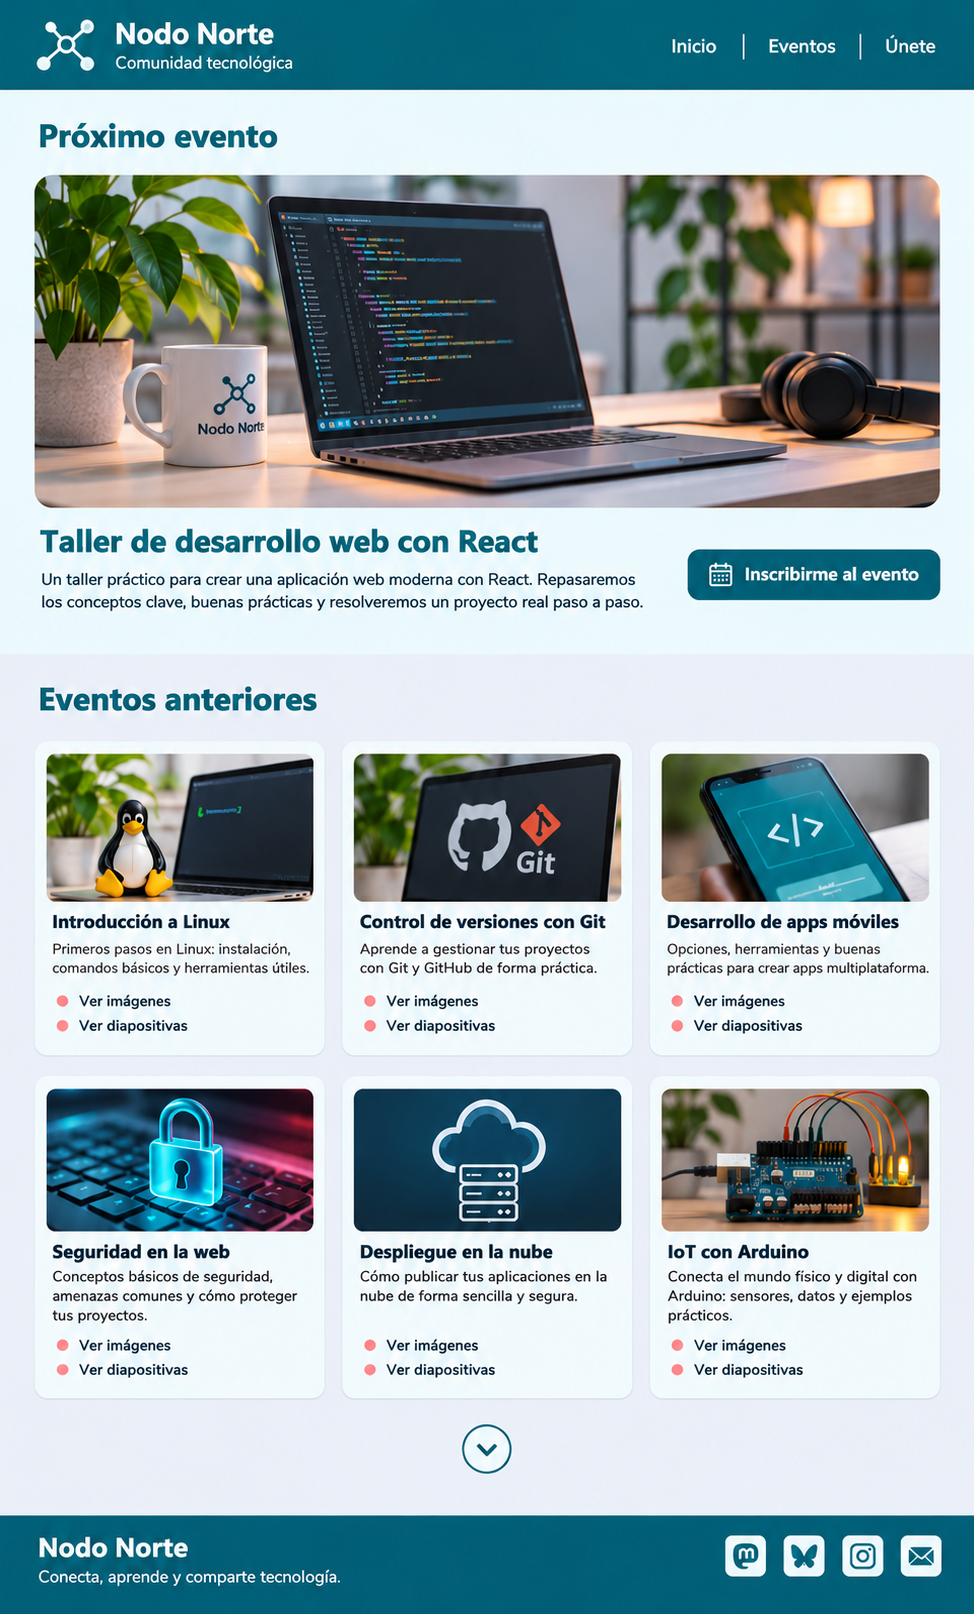 Nodo Norte
Comunidad tecnológica
Inicio
Eventos
Únete
Próximo evento
Nodo Norte
Taller de desarrollo web con React
Un taller práctico para crear una aplicación web moderna con React. Repasaremos
los conceptos clave, buenas prácticas y resolveremos un proyecto real paso a paso.
Inscribirme al evento
Eventos anteriores
Git
</>
Introducción a Linux
Primeros pasos en Linux: instalación,
comandos básicos y herramientas útiles.
Ver imágenes
Ver diapositivas
Control de versiones con Git
Aprende a gestionar tus proyectos
con Git y GitHub de forma práctica.
Ver imágenes
Ver diapositivas
Desarrollo de apps móviles
Opciones, herramientas y buenas
prácticas para crear apps multiplataforma.
Ver imágenes
Ver diapositivas
Seguridad en la web
Conceptos básicos de seguridad,
amenazas comunes y cómo proteger
tus proyectos.
Ver imágenes
Ver diapositivas
Despliegue en la nube
Cómo publicar tus aplicaciones en la
nube de forma sencilla y segura.
Ver imágenes
Ver diapositivas
IoT con Arduino
Conecta el mundo físico y digital con
Arduino: sensores, datos y ejemplos
prácticos.
Ver imágenes
Ver diapositivas
Nodo Norte
Conecta, aprende y comparte tecnología.